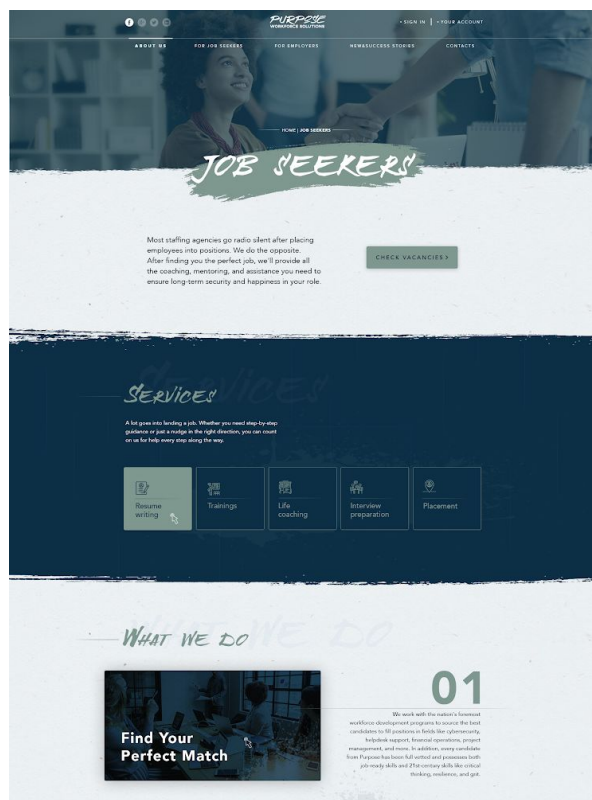 PURPOSE
WORKFORCE SOLUTIONS
• SIGN IN | • YOUR ACCOUNT
ABOUT US FOR JOB SEEKERS FOR EMPLOYERS NEWS&SUCCESS STORIES CONTACTS
HOME | JOB SEEKERS
JOB SEEKERS
Most staffing agencies go radio silent after placing
employees into positions. We do the opposite.
After finding you the perfect job, we'll provide all
the coaching, mentoring, and assistance you need to
ensure long-term security and happiness in your role.
CHECK VACANCIES >
Services
A lot goes into landing a job. Whether you need step-by-step
guidance or just a nudge in the right direction, you can count
on us for help every step along the way.
Resume
writing
Trainings
Life
coaching
Interview
preparation
Placement
What we do
Find Your
Perfect Match
01
We work with the nation's foremost
workforce development programs to source the best
candidates to fill positions in fields like cybersecurity,
helpdesk support, financial operations, project
management, and more. In addition, every candidate
from Purpose has been full vetted and possesses both
job-ready skills and 21st-century skills like critical
thinking, resilience, and grit.